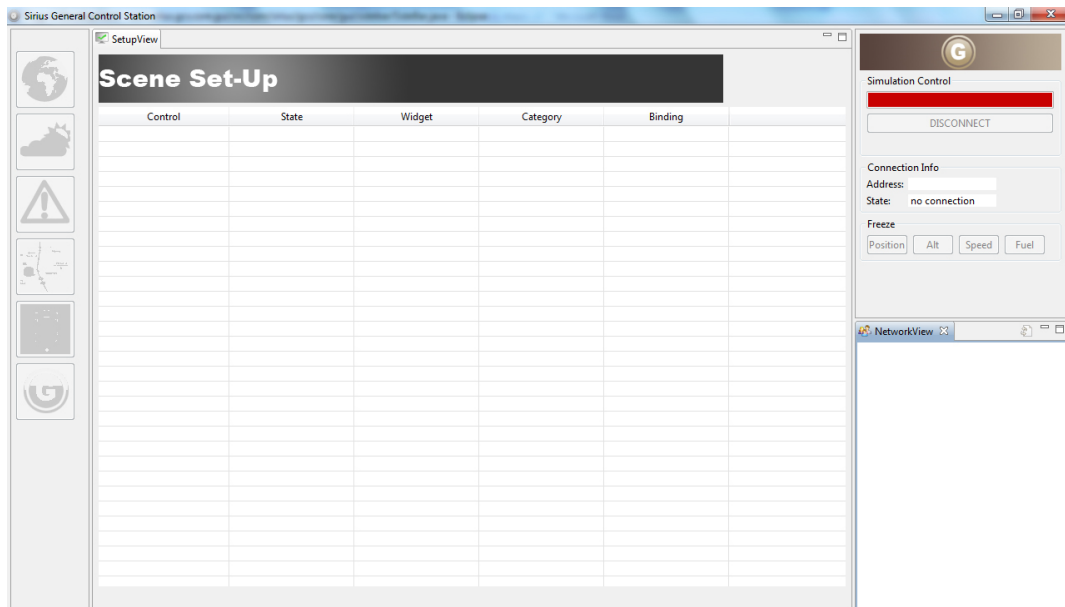 Sirius General Control Station
SetupView
Scene Set-Up
Control State Widget Category Binding
G
Simulation Control
DISCONNECT
Connection Info
Address:
State: no connection
Freeze
Position Alt Speed Fuel
NetworkView